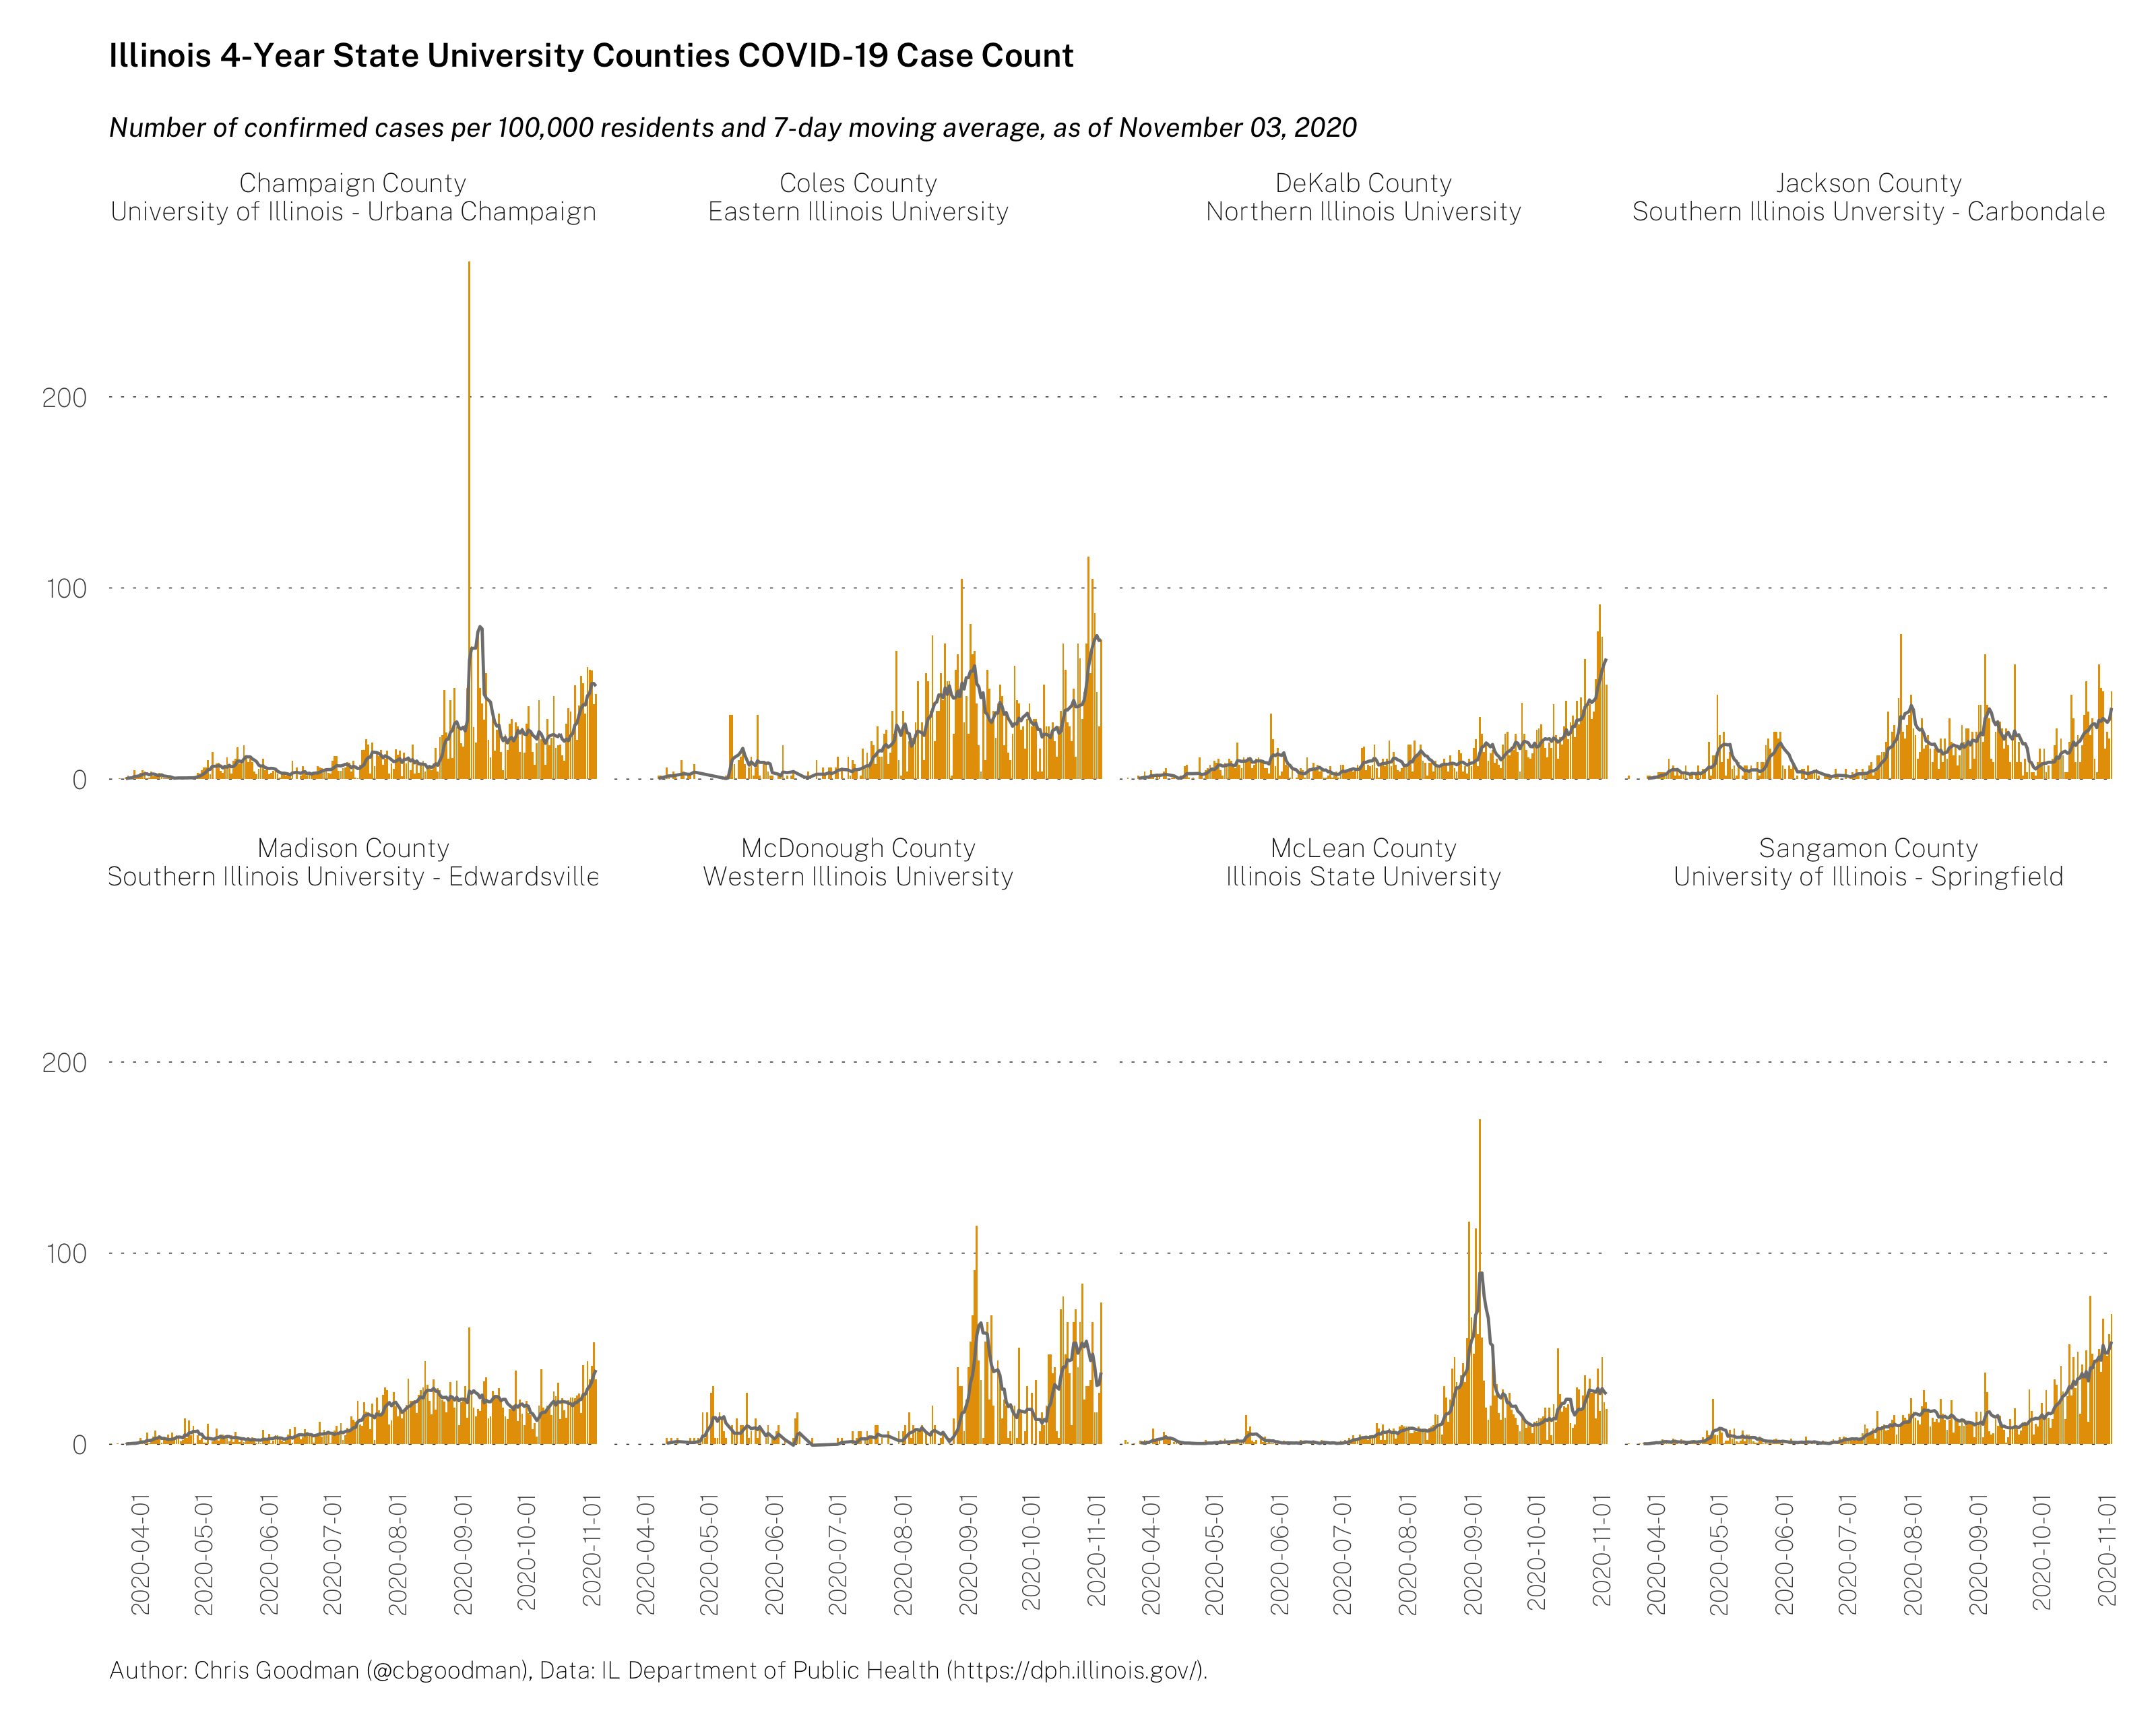 Illinois 4-Year State University Counties COVID-19 Case Count
Number of confirmed cases per 100,000 residents and 7-day moving average, as of November 03, 2020
Champaign County
University of Illinois - Urbana Champaign
Coles County
Eastern Illinois University
DeKalb County
Northern Illinois University
Jackson County
Southern Illinois Unversity - Carbondale
200
100
0
Madison County
Southern Illinois University - Edwardsville
McDonough County
Western Illinois University
McLean County
Illinois State University
Sangamon County
University of Illinois - Springfield
200
100
0
2020-04-01
2020-05-01
2020-06-01
2020-07-01
2020-08-01
2020-09-01
2020-10-01
2020-11-01
2020-04-01
2020-05-01
2020-06-01
2020-07-01
2020-08-01
2020-09-01
2020-10-01
2020-11-01
2020-04-01
2020-05-01
2020-06-01
2020-07-01
2020-08-01
2020-09-01
2020-10-01
2020-11-01
2020-04-01
2020-05-01
2020-06-01
2020-07-01
2020-08-01
2020-09-01
2020-10-01
2020-11-01
Author: Chris Goodman (@cbgoodman), Data: IL Department of Public Health (https://dph.illinois.gov/).